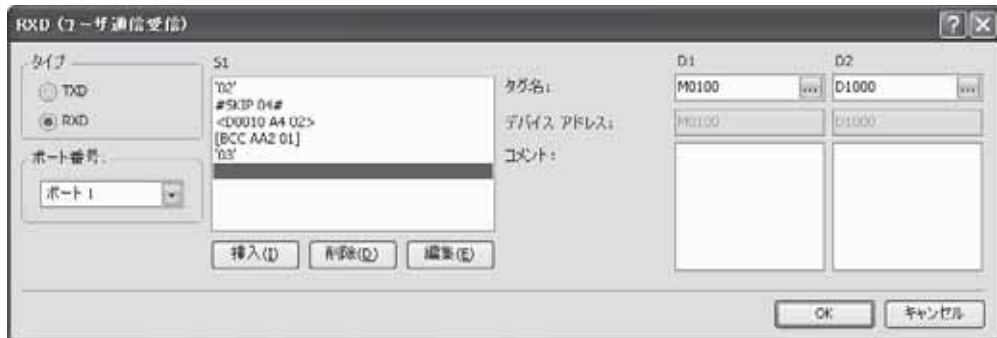 RXD (ユーザ通信受信)
タイプ
TXD
RXD
ポート番号:
ポート 1
S1
'02'
#SKIP 04#
<D0010 A4 02>
[BCC AA2 01]
'03'
挿入(I)
削除(D)
編集(E)
D1
D2
タグ名:
M0100
D1000
デバイス アドレス:
M0100
D1000
コメント:
OK
キャンセル